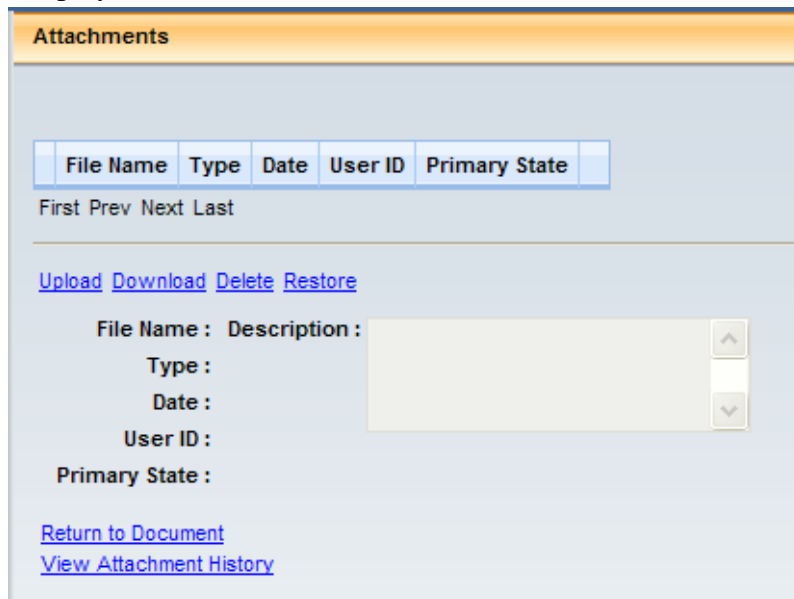 Attachments
File Name Type Date User ID Primary State
First Prev Next Last
Upload Download Delete Restore
File Name : Description :
Type :
Date :
User ID :
Primary State :
Return to Document
View Attachment History